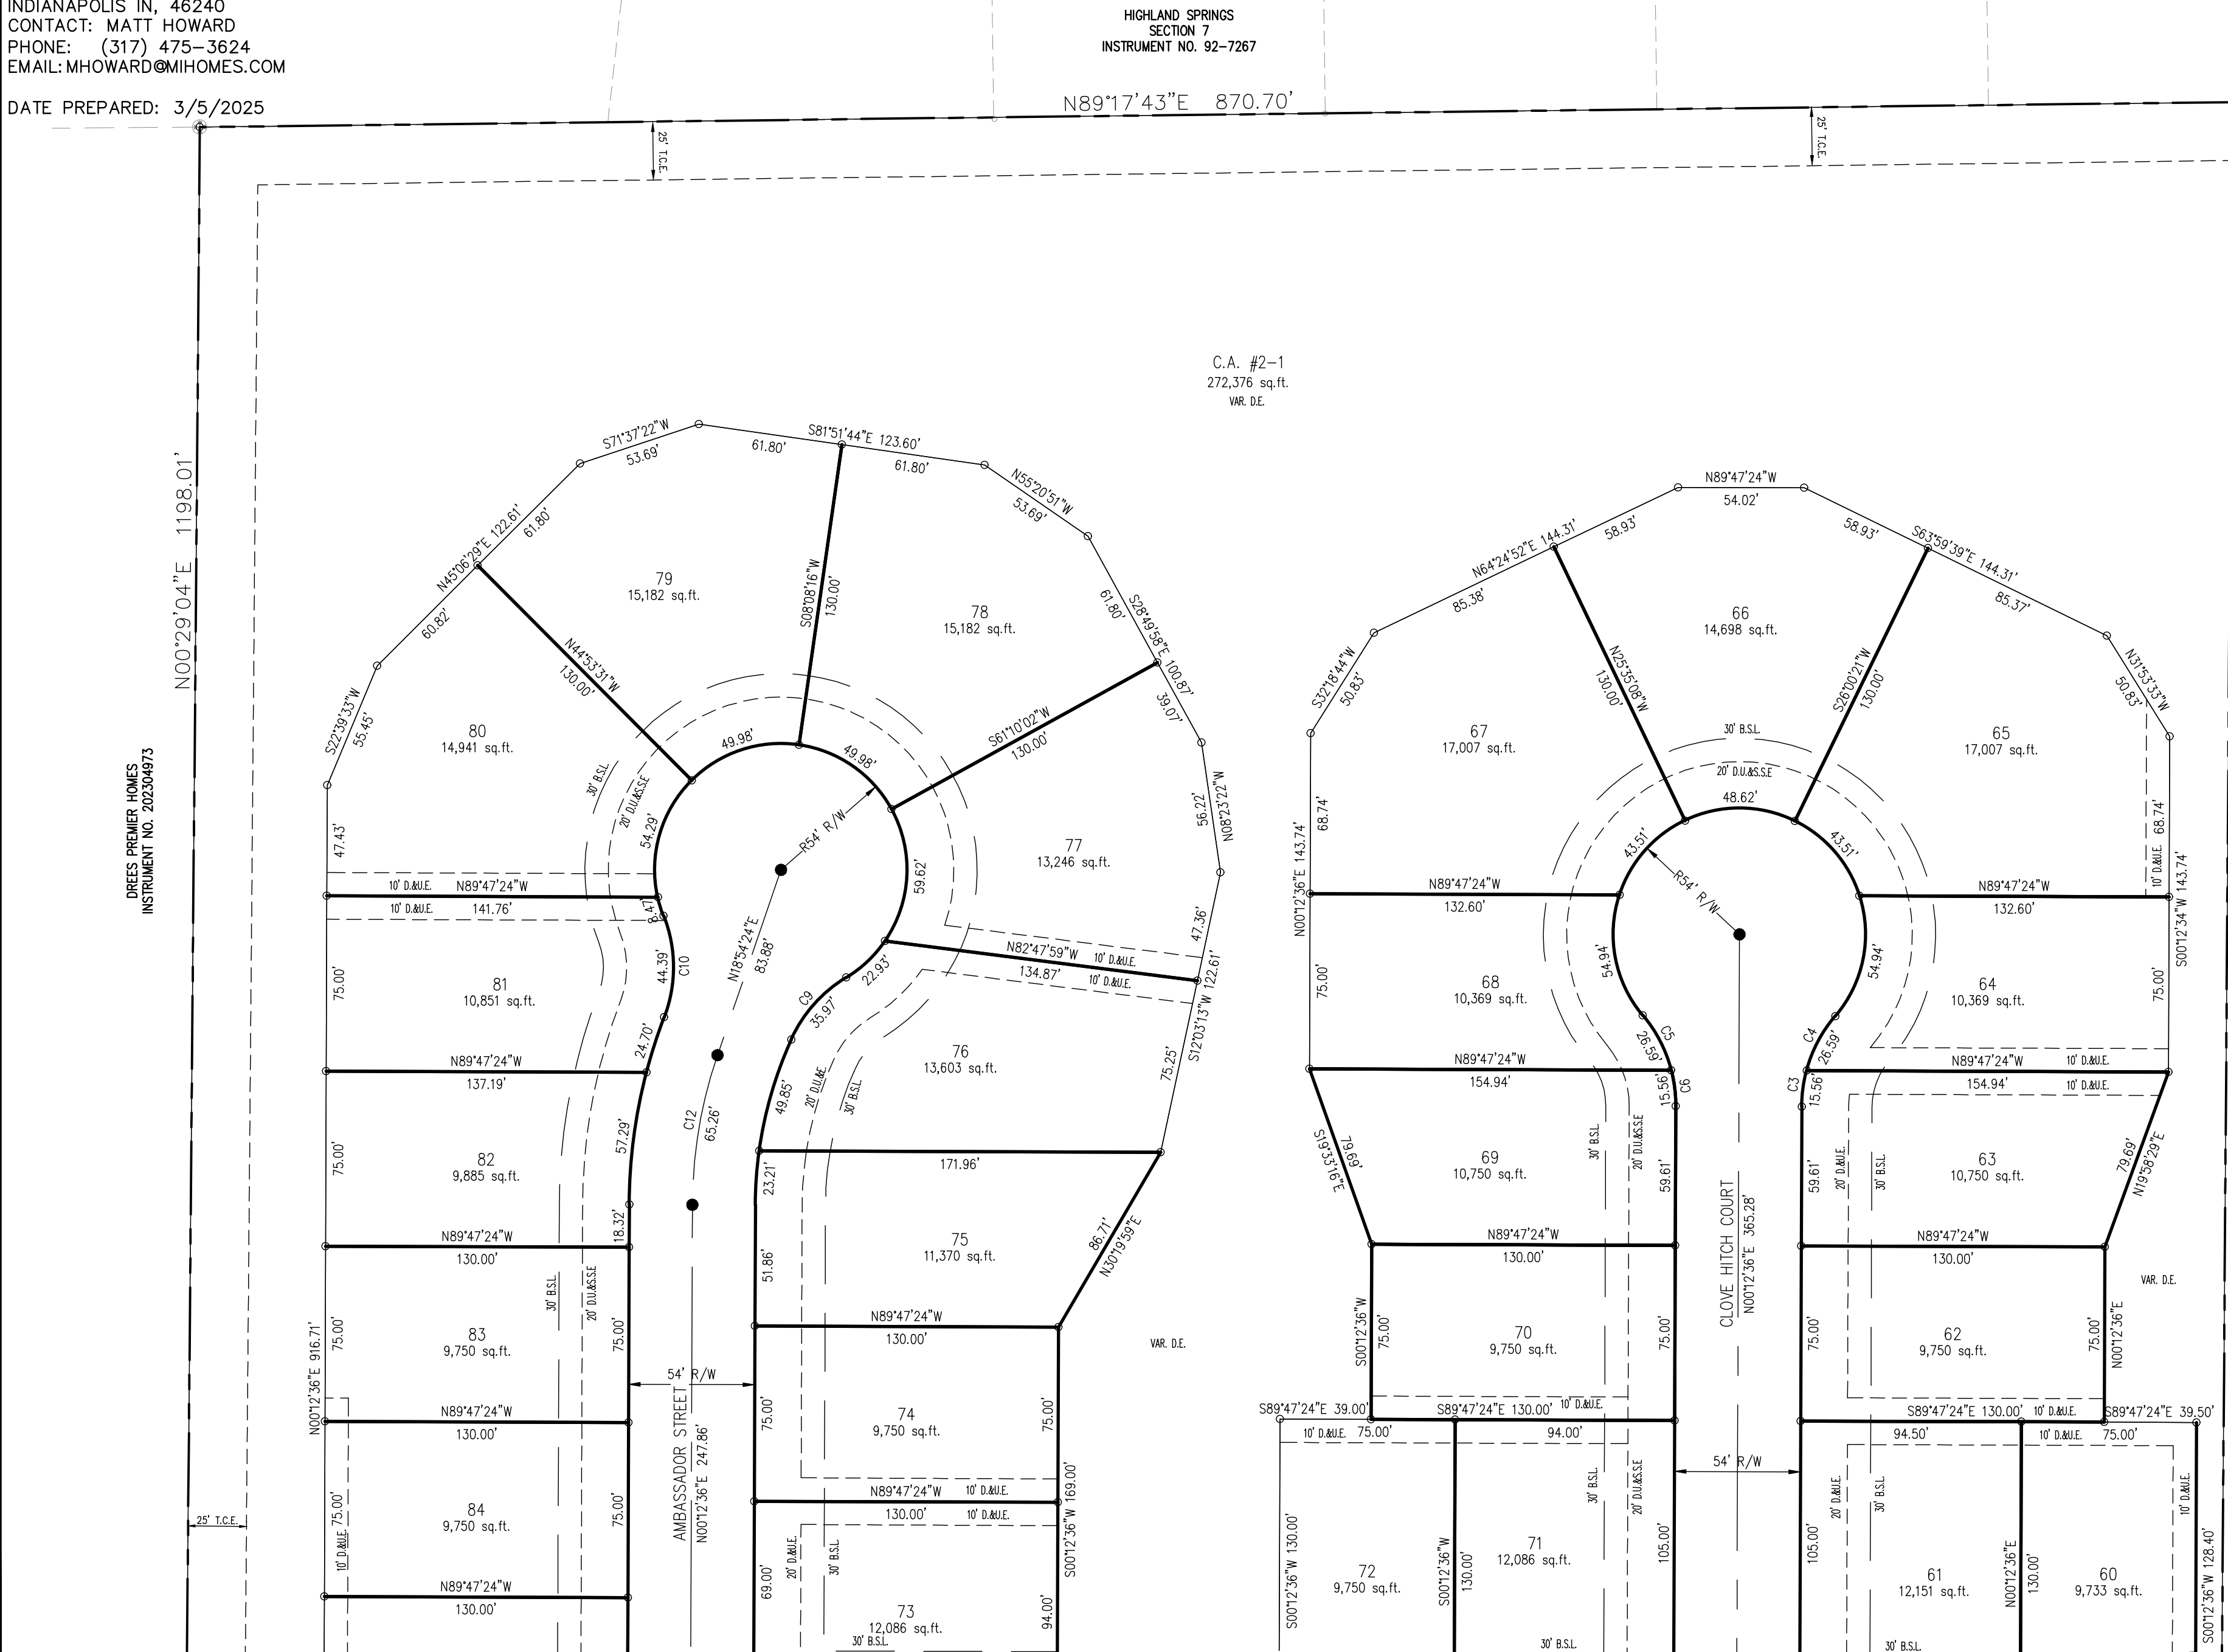 INDIANAPOLIS IN, 46240
CONTACT: MATT HOWARD
PHONE: (317) 475-3624
EMAIL: MHOWARD@MIHOMES.COM
DATE PREPARED: 3/5/2025
HIGHLAND SPRINGS
SECTION 7
INSTRUMENT NO. 92-7267
N89°17'43"E 870.70'
25' T.C.E.
25' T.C.E.
C.A. #2-1
272,376 sq.ft.
VAR. D.E.
N00°29'04"E 1198.01'
DREES PREMIER HOMES
INSTRUMENT NO. 202304973
25' T.C.E.
S71°37'22"W
53.69'
S81°51'44"E 123.60'
61.80'
61.80'
N55°20'51"W
53.69'
N45°06'29"E 122.61'
61.80'
60.82'
S28°49'58"E 100.87'
61.80'
39.07'
S22°39'33"W
55.45'
N08°23'22"W
56.22'
79
15,182 sq.ft.
S08°08'16"W
130.00'
78
15,182 sq.ft.
N44°53'31"W
130.00'
S61°10'02"W
130.00'
80
14,941 sq.ft.
47.43'
49.98'
49.98'
54.29'
30' B.S.L.
20' D.U.&S.S.E
R54' R/W
59.62'
77
13,246 sq.ft.
47.36'
10' D.&U.E.
N89°47'24"W
10' D.&U.E.
141.76'
8.47'
N82°47'59"W
10' D.&U.E.
134.87'
10' D.&U.E.
S12°03'13"W 122.61'
75.25'
N18°54'24"E
83.88'
22.93'
C9
35.97'
C10
44.39'
75.00'
81
10,851 sq.ft.
24.70'
N89°47'24"W
137.19'
76
13,603 sq.ft.
49.85'
20' D.U.&E.
30' B.S.L.
C12
65.26'
57.29'
75.00'
82
9,885 sq.ft.
171.96'
23.21'
18.32'
N89°47'24"W
130.00'
75
11,370 sq.ft.
51.86'
86.71'
N30°19'59"E
30' B.S.L.
20' D.U.&S.S.E
N00°12'36"E 916.71'
75.00'
83
9,750 sq.ft.
75.00'
N89°47'24"W
130.00'
VAR. D.E.
54' R/W
AMBASSADOR STREET
N00°12'36"E 247.86'
75.00'
74
9,750 sq.ft.
75.00'
N89°47'24"W
130.00'
10' D.&U.E.
75.00'
84
9,750 sq.ft.
75.00'
N89°47'24"W
10' D.&U.E.
130.00'
10' D.&U.E.
S00°12'36"W 169.00'
N89°47'24"W
130.00'
69.00'
20' D.&U.E.
30' B.S.L.
73
12,086 sq.ft.
30' B.S.L.
94.00'
N89°47'24"W
54.02'
N64°24'52"E 144.31'
58.93'
85.38'
58.93'
S63°59'39"E 144.31'
85.37'
S32°18'44"W
50.83'
N31°53'33"W
50.83'
66
14,698 sq.ft.
N25°35'08"W
130.00'
S26°00'21"W
130.00'
67
17,007 sq.ft.
65
17,007 sq.ft.
30' B.S.L.
20' D.U.&S.S.E
48.62'
43.51'
43.51'
R54' R/W
68.74'
68.74'
10' D.&U.E.
N00°12'36"E 143.74'
S00°12'34"W 143.74'
N89°47'24"W
132.60'
N89°47'24"W
132.60'
54.94'
54.94'
75.00'
68
10,369 sq.ft.
64
10,369 sq.ft.
75.00'
C5
26.59'
C4
26.59'
N89°47'24"W
154.94'
N89°47'24"W
10' D.&U.E.
154.94'
10' D.&U.E.
15.56'
C6
C3
15.56'
S19°33'16"E
79.69'
69
10,750 sq.ft.
30' B.S.L.
20' D.U.&S.S.E
59.61'
59.61'
20' D.&U.E.
30' B.S.L.
63
10,750 sq.ft.
79.69'
N19°58'29"E
CLOVE HITCH COURT
N00°12'36"E 365.28'
N89°47'24"W
130.00'
N89°47'24"W
130.00'
VAR. D.E.
S00°12'36"W
75.00'
70
9,750 sq.ft.
75.00'
75.00'
62
9,750 sq.ft.
75.00'
N00°12'36"E
S89°47'24"E 39.00'
S89°47'24"E 130.00'
10' D.&U.E.
10' D.&U.E.
75.00'
94.00'
S89°47'24"E 130.00'
10' D.&U.E.
S89°47'24"E 39.50'
94.50'
10' D.&U.E.
75.00'
54' R/W
S00°12'36"W 130.00'
72
9,750 sq.ft.
S00°12'36"W
130.00'
71
12,086 sq.ft.
30' B.S.L.
20' D.U.&S.S.E
105.00'
105.00'
20' D.&U.E.
30' B.S.L.
61
12,151 sq.ft.
N00°12'36"E
130.00'
60
9,733 sq.ft.
10' D.&U.E.
S00°12'36"W 128.40'
30' B.S.L.
30' B.S.L.
10' D.&U.E.